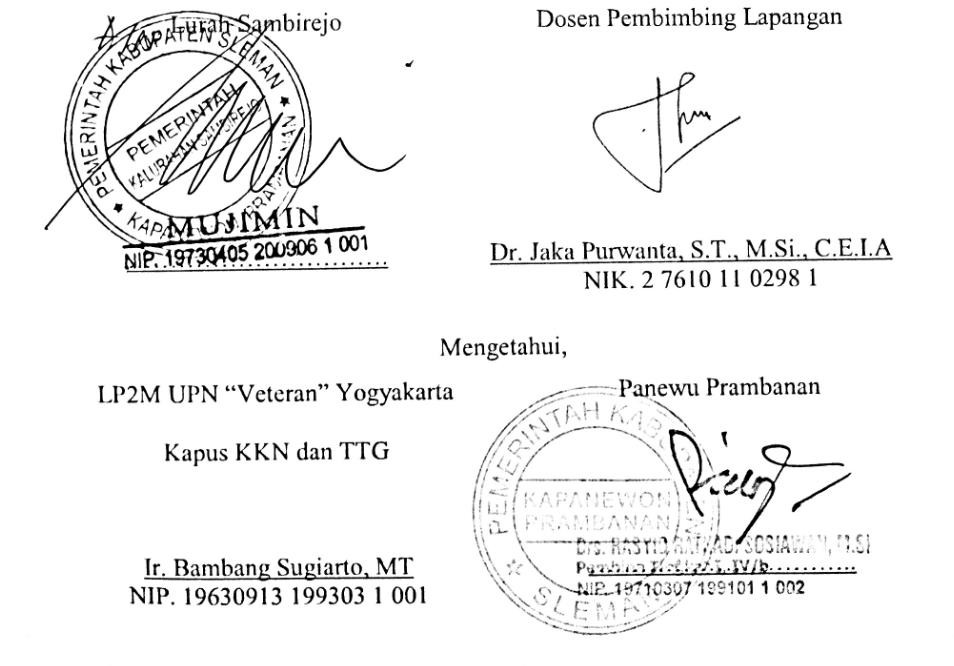 A/n Lurah Sambirejo
PEMERINTAH KABUPATEN SLEMAN
PEMERINTAH
KALURAHAN SAMBIREJO
KAPANEWON PRAMBANAN
MUJIMIN
NIP. 19730405 200906 1 001
Dosen Pembimbing Lapangan
Dr. Jaka Purwanta, S.T., M.Si., C.E.I.A
NIK. 2 7610 11 0298 1
Mengetahui,
LP2M UPN “Veteran” Yogyakarta
Kapus KKN dan TTG
Ir. Bambang Sugiarto, MT
NIP. 19630913 199303 1 001
Panewu Prambanan
PEMERINTAH KABUPATEN
KAPANEWON
PRAMBANAN
SLEMAN
Drs. RASYID RATNADI SOSIAWAN, M.Si
Pembina Tingkat I, IV/b
NIP. 19710307 199101 1 002